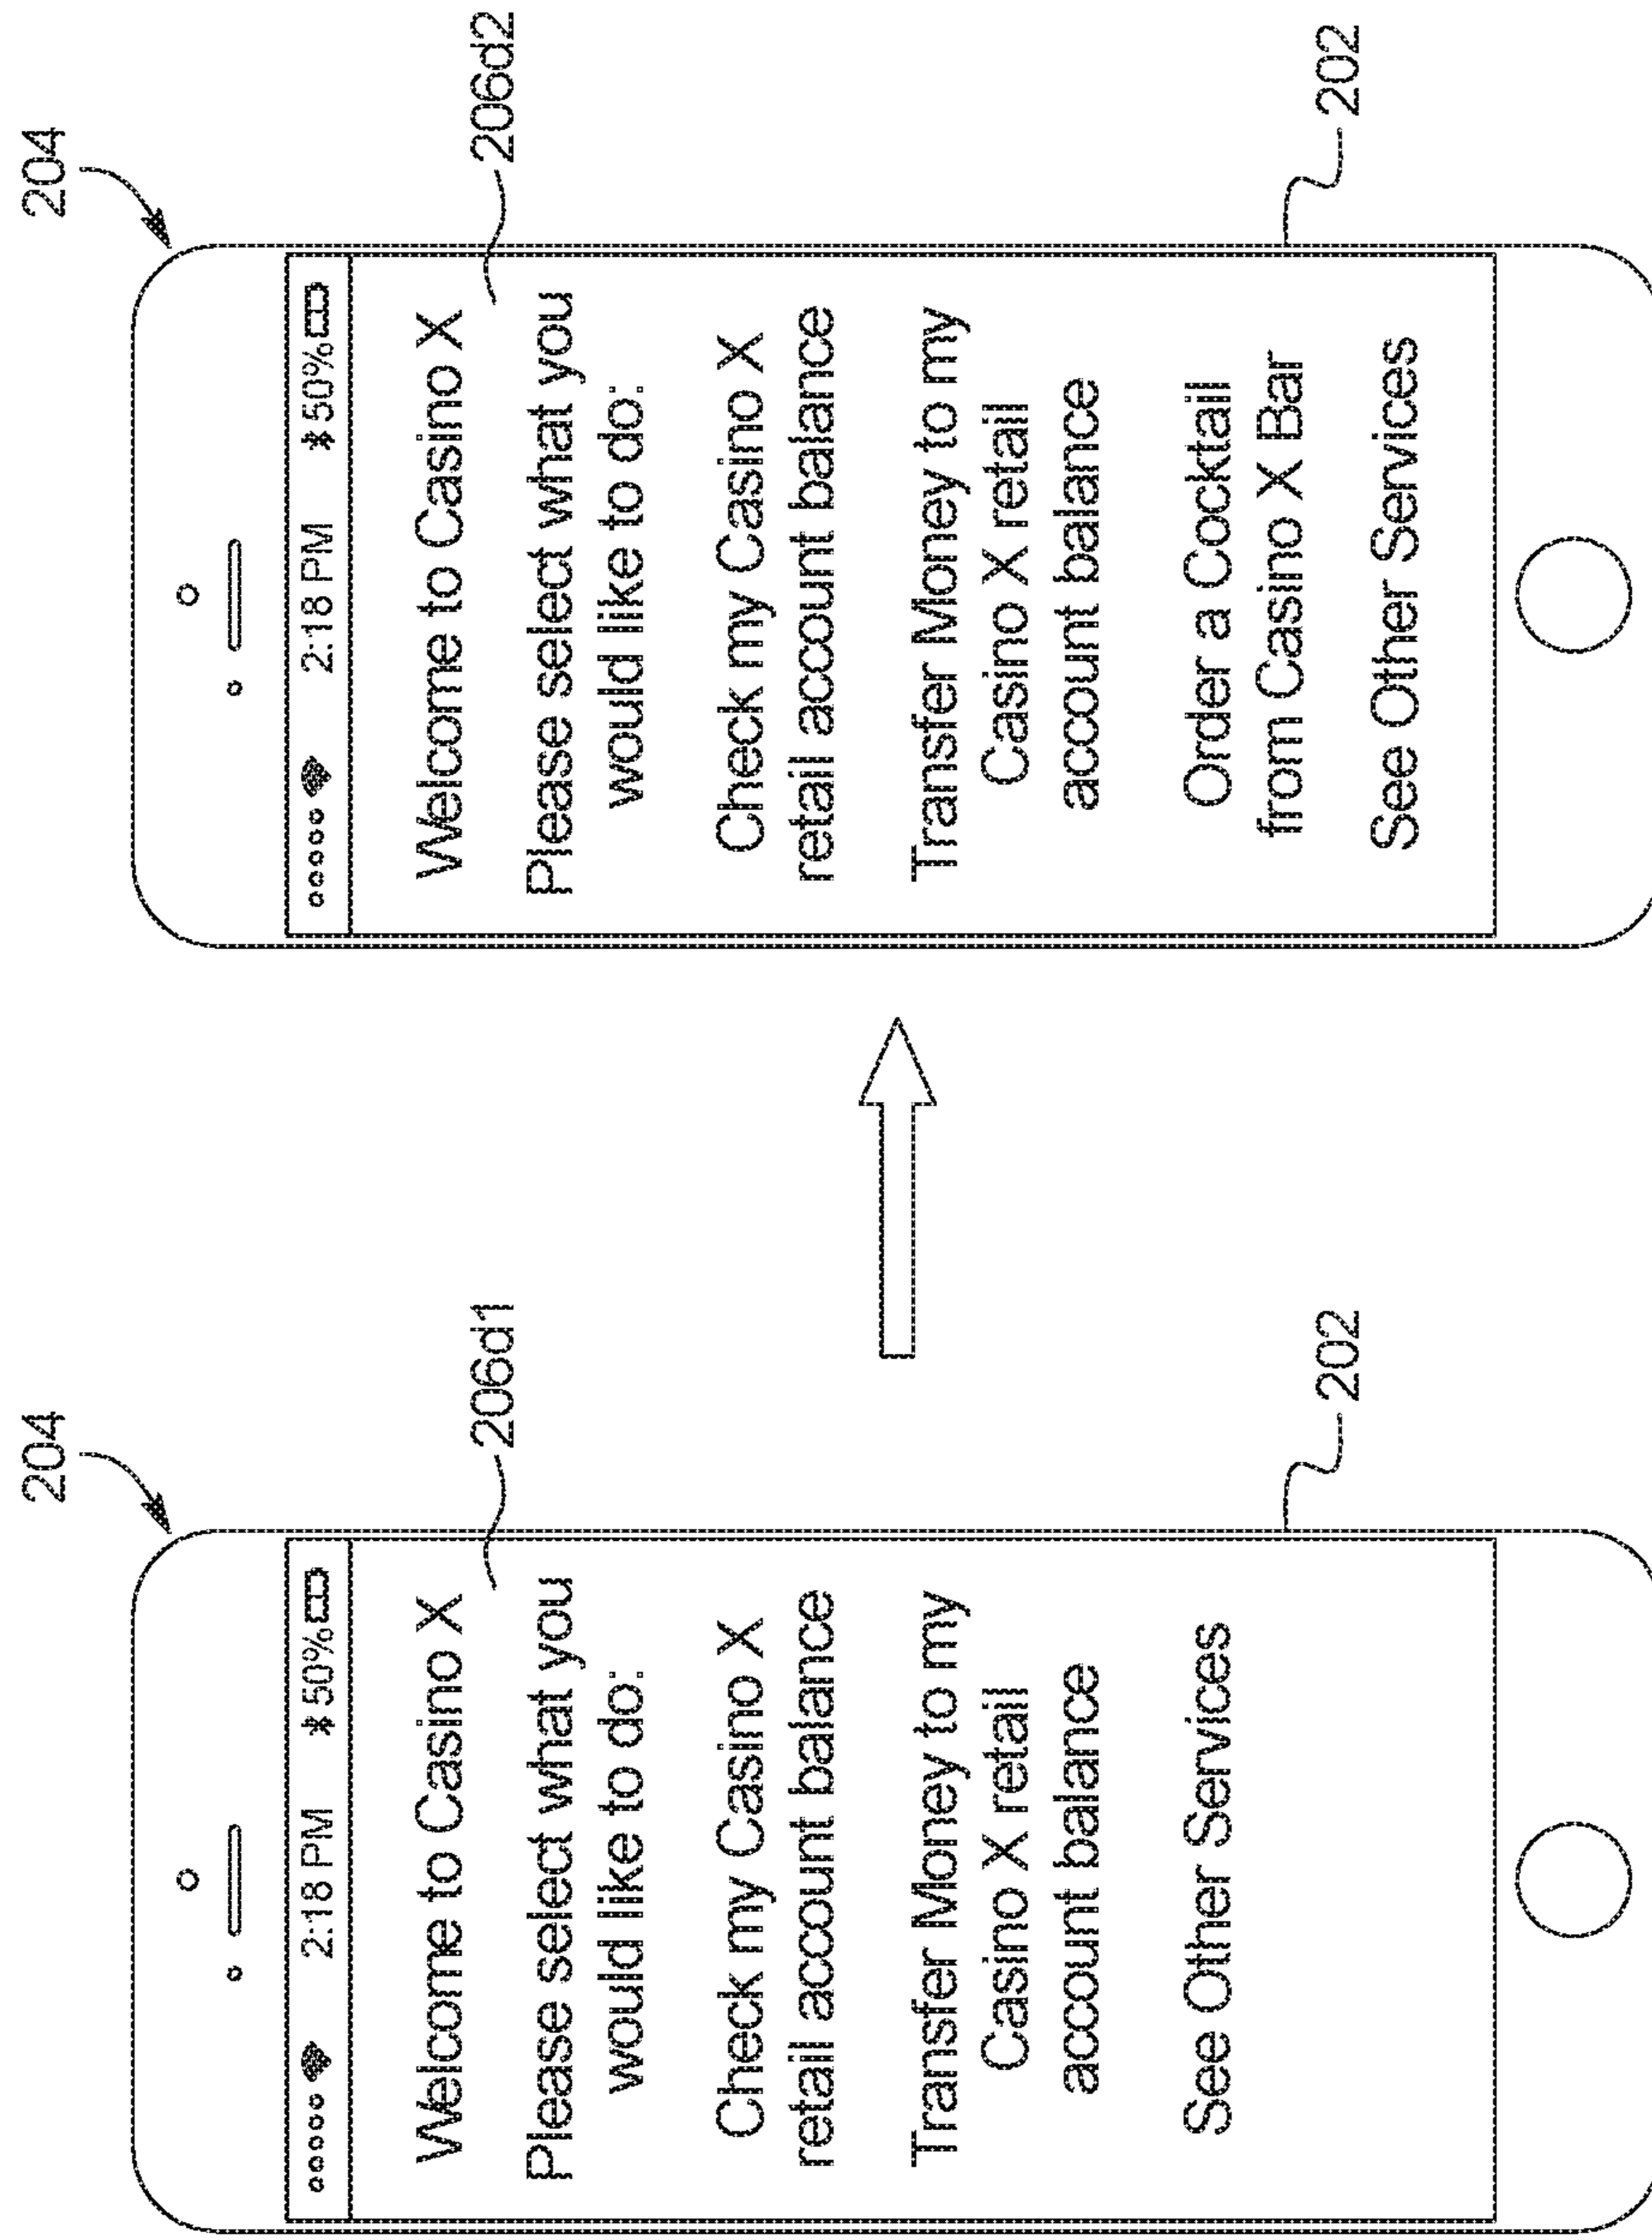 204
2:18 PM 50%
Welcome to Casino X
206d1
Please select what you
would like to do:
Check my Casino X
retail account balance
Transfer Money to my
Casino X retail
account balance
See Other Services
202
204
2:18 PM 50%
Welcome to Casino X
206d2
Please select what you
would like to do:
Check my Casino X
retail account balance
Transfer Money to my
Casino X retail
account balance
Order a Cocktail
from Casino X Bar
See Other Services
202